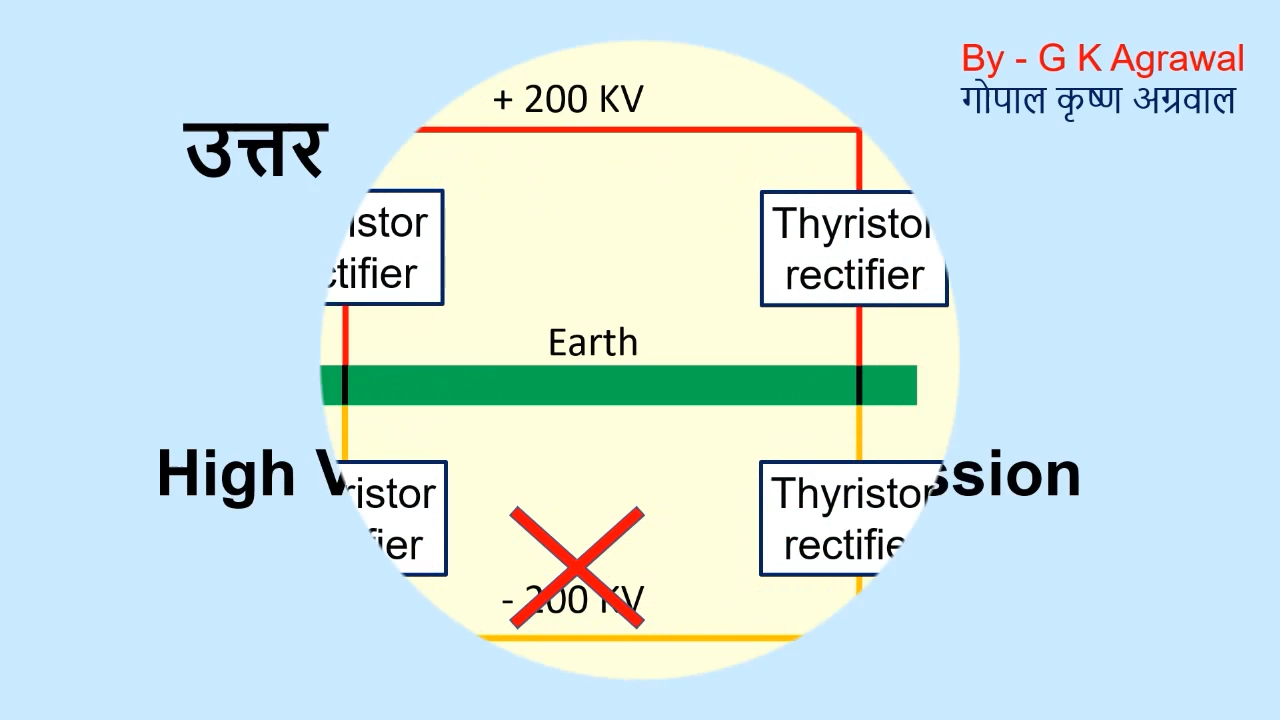 By - G K Agrawal
गोपाल कृष्ण अग्रवाल
उत्तर
+ 200 KV
istor
ctifier
Thyristor
rectifier
Earth
High V
ssion
ristor
fier
Thyristor
rectifie
- 200 KV